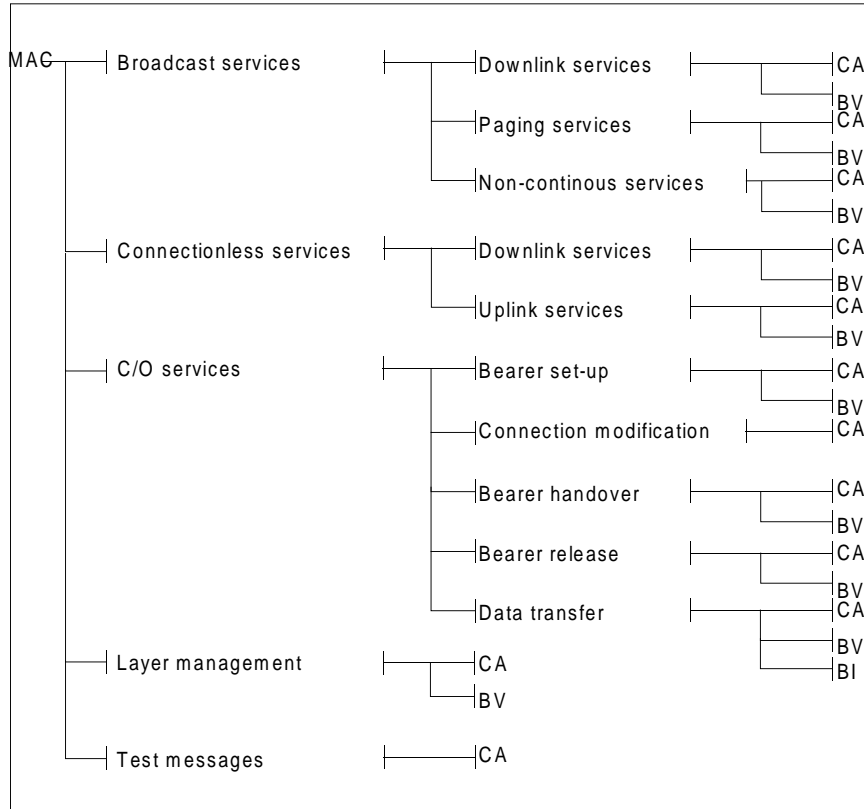 MAC Broadcast services Downlink services CA
BV
Paging services CA
BV
Non-continous services CA
BV
Connectionless services Downlink services CA
BV
Uplink services CA
BV
C/O services Bearer set-up CA
BV
Connection modification CA
Bearer handover CA
BV
Bearer release CA
BV
Data transfer CA
BV
BI
Layer management CA
BV
Test messages CA